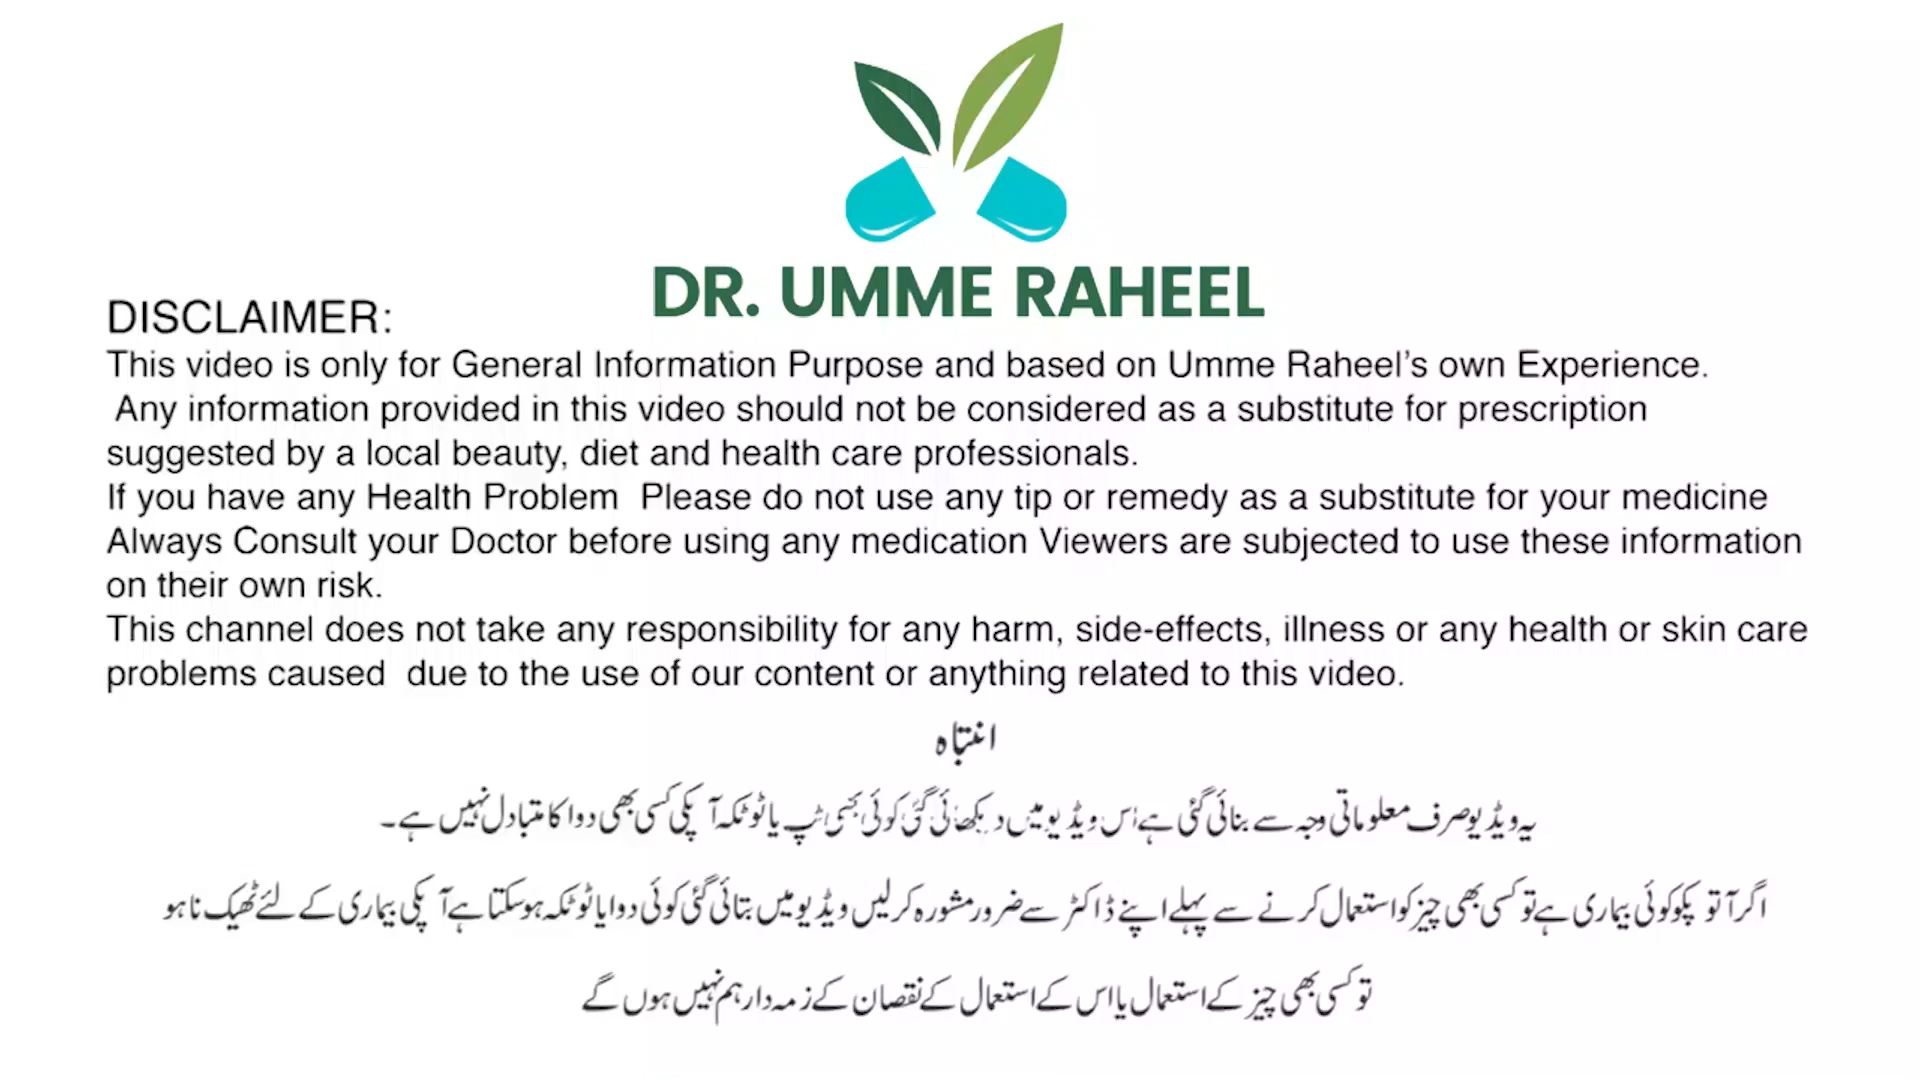 DR. UMME RAHEEL
DISCLAIMER:
This video is only for General Information Purpose and based on Umme Raheel’s own Experience.
Any information provided in this video should not be considered as a substitute for prescription
suggested by a local beauty, diet and health care professionals.
If you have any Health Problem  Please do not use any tip or remedy as a substitute for your medicine
Always Consult your Doctor before using any medication Viewers are subjected to use these information
on their own risk.
This channel does not take any responsibility for any harm, side-effects, illness or any health or skin care
problems caused  due to the use of our content or anything related to this video.
انتباہ
یہ ویڈیو صرف معلوماتی وجہ سے بنائی گئی ہے اس ویڈیو میں دیکھائی گئی کوئی بھی ٹپ یا ٹوٹکہ آپکی کسی بھی دوا کا متبادل نہیں ہے۔
اگر آ تو پکو کوئی بیماری ہے تو کسی بھی چیز کو استعمال کرنے سے پہلے اپنے ڈاکٹر سے ضرور مشورہ کرلیں ویڈیو میں بتائی گئی کوئی دوا یا ٹوٹکہ ہو سکتا ہے آپکی بیماری کے لئے ٹھیک نا ہو
تو کسی بھی چیز کے استعمال یا اس کے استعمال کے نقصان کے زمہ دار ہم نہیں ہوں گے